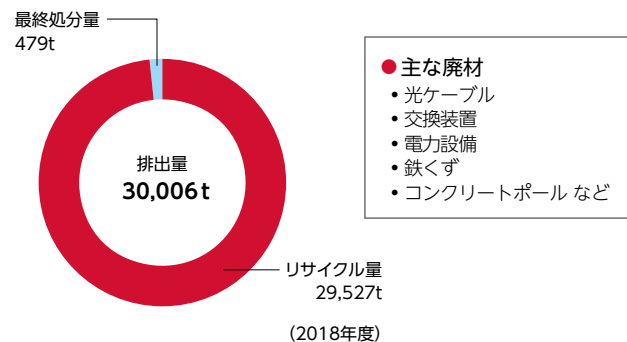 最終処分量
479t
排出量
30,006t
リサイクル量
29,527t
(2018年度)
●主な廃材
• 光ケーブル
• 交換装置
• 電力設備
• 鉄くず
• コンクリートポール など